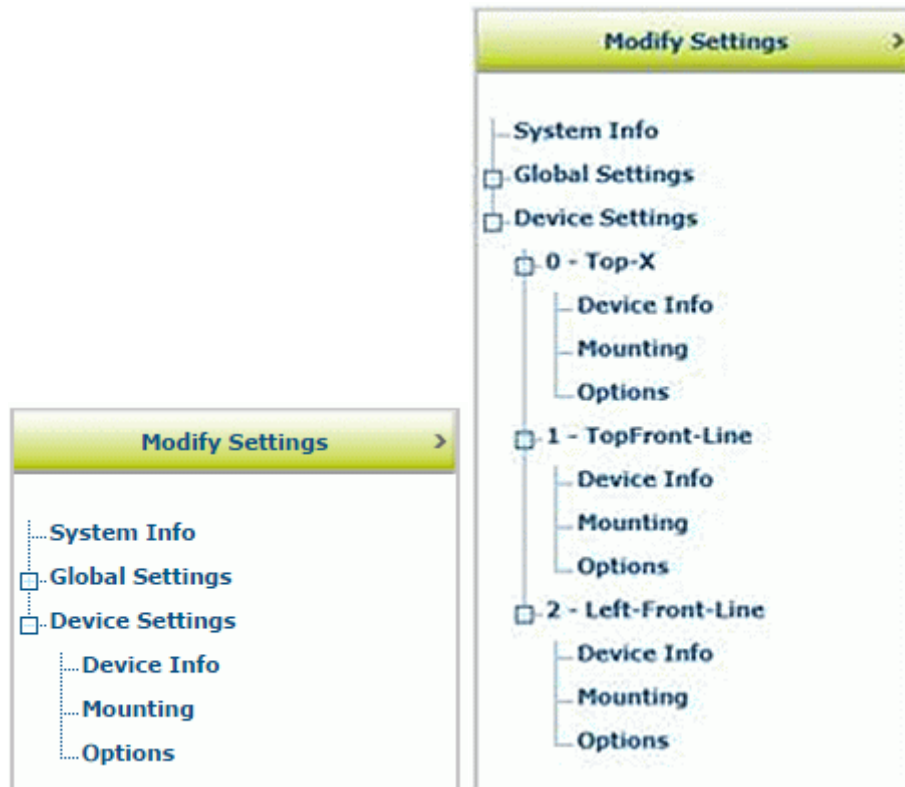 Modify Settings
System Info
Global Settings
Device Settings
Device Info
Mounting
Options
Modify Settings
System Info
Global Settings
Device Settings
0 - Top-X
Device Info
Mounting
Options
1 - TopFront-Line
Device Info
Mounting
Options
2 - Left-Front-Line
Device Info
Mounting
Options